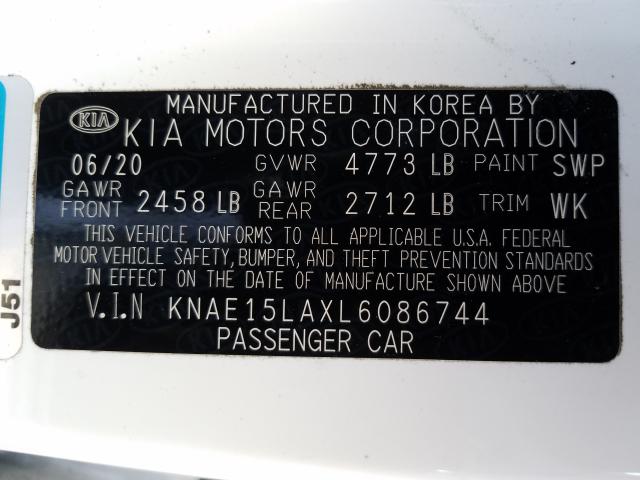 MANUFACTURED IN KOREA BY
KIA KIA MOTORS CORPORATION
06/20 GVWR 4773 LB PAINT SWP
GAWR FRONT 2458 LB GAWR REAR 2712 LB TRIM WK
THIS VEHICLE CONFORMS TO ALL APPLICABLE U.S.A. FEDERAL
MOTOR VEHICLE SAFETY, BUMPER, AND THEFT PREVENTION STANDARDS
IN EFFECT ON THE DATE OF MANUFACTURE SHOWN ABOVE
V.I.N KNAE15LAXL6086744
PASSENGER CAR
J51